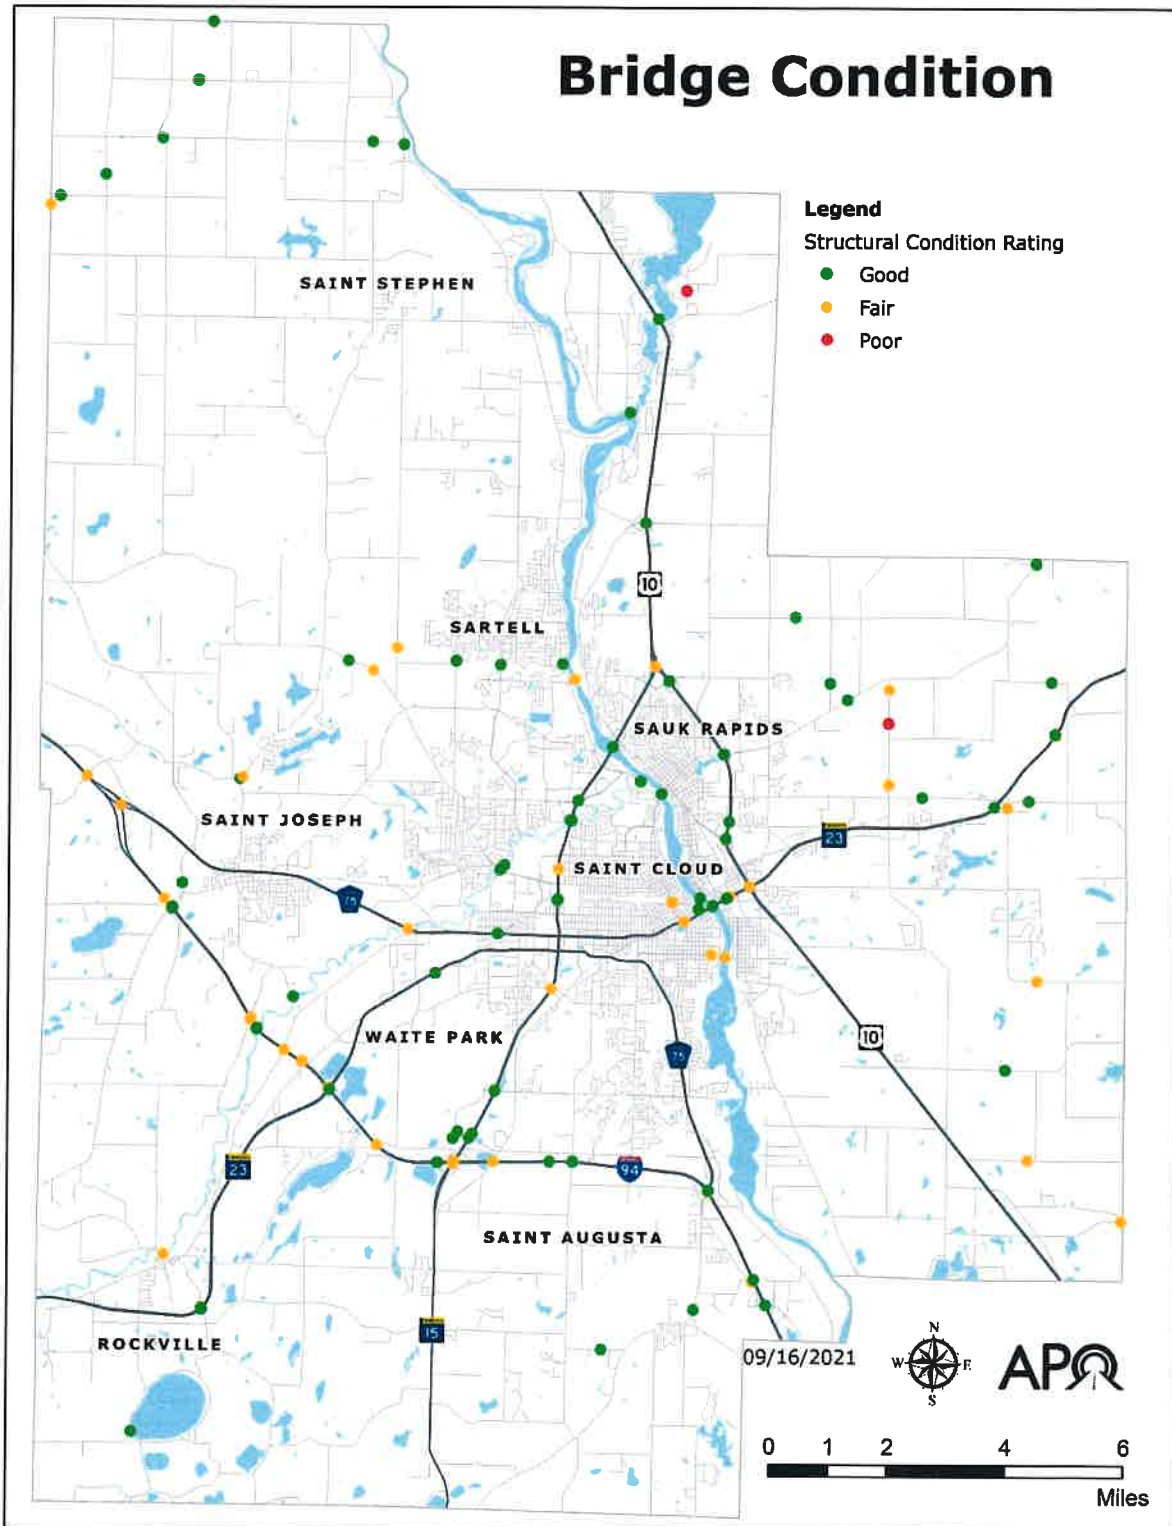 Bridge Condition
Legend
Structural Condition Rating
Good
Fair
Poor
SAINT STEPHEN
10
SARTELL
SAUK RAPIDS
SAINT JOSEPH
23
75
SAINT CLOUD
WAITE PARK
10
75
23
94
SAINT AUGUSTA
15
ROCKVILLE
09/16/2021
N
W
E
S
APO
0 1 2 4 6
Miles